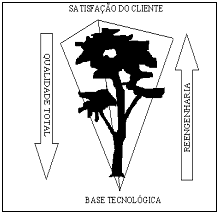 SATISFAÇÃO DO CLIENTE
QUALIDADE TOTAL
REENGENHARIA
BASE TECNOLÓGICA